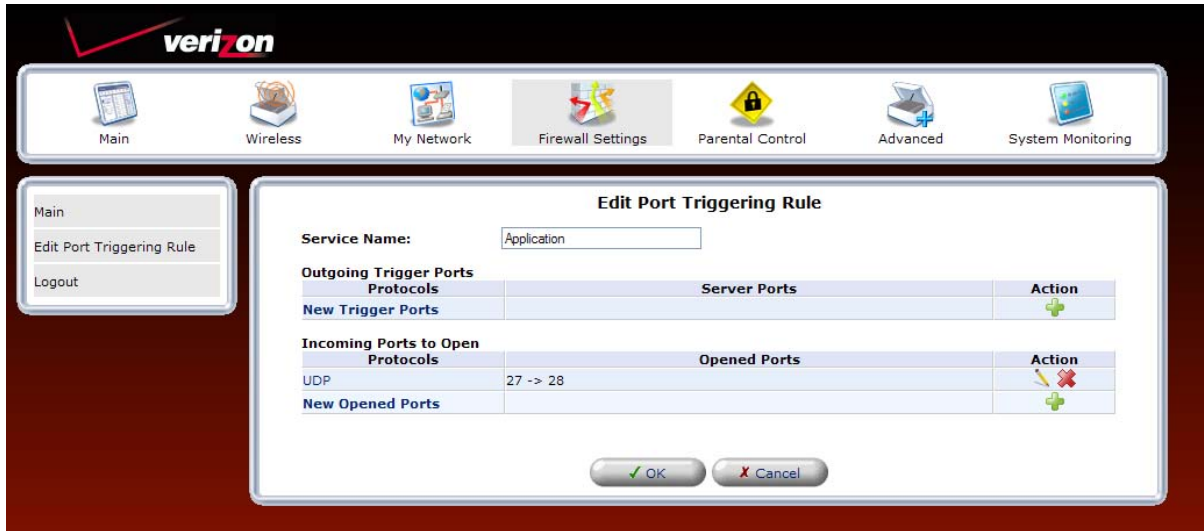 verizon
Main Wireless My Network Firewall Settings Parental Control Advanced System Monitoring
Main
Edit Port Triggering Rule
Logout
Edit Port Triggering Rule
Service Name: Application
Outgoing Trigger Ports
Protocols Server Ports Action
New Trigger Ports
Incoming Ports to Open
Protocols Opened Ports Action
UDP 27 -> 28
New Opened Ports
OK Cancel